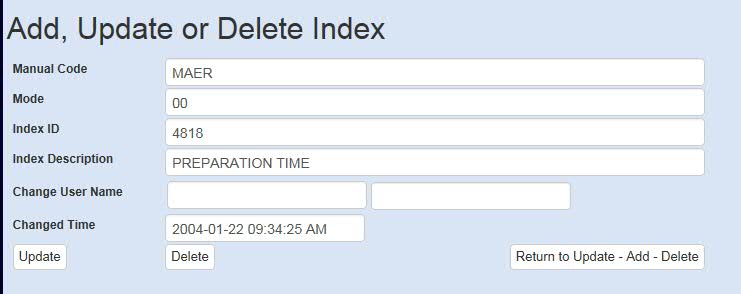 Add, Update or Delete Index
Manual Code MAER
Mode 00
Index ID 4818
Index Description PREPARATION TIME
Change User Name
Changed Time 2004-01-22 09:34:25 AM
Update Delete Return to Update - Add - Delete